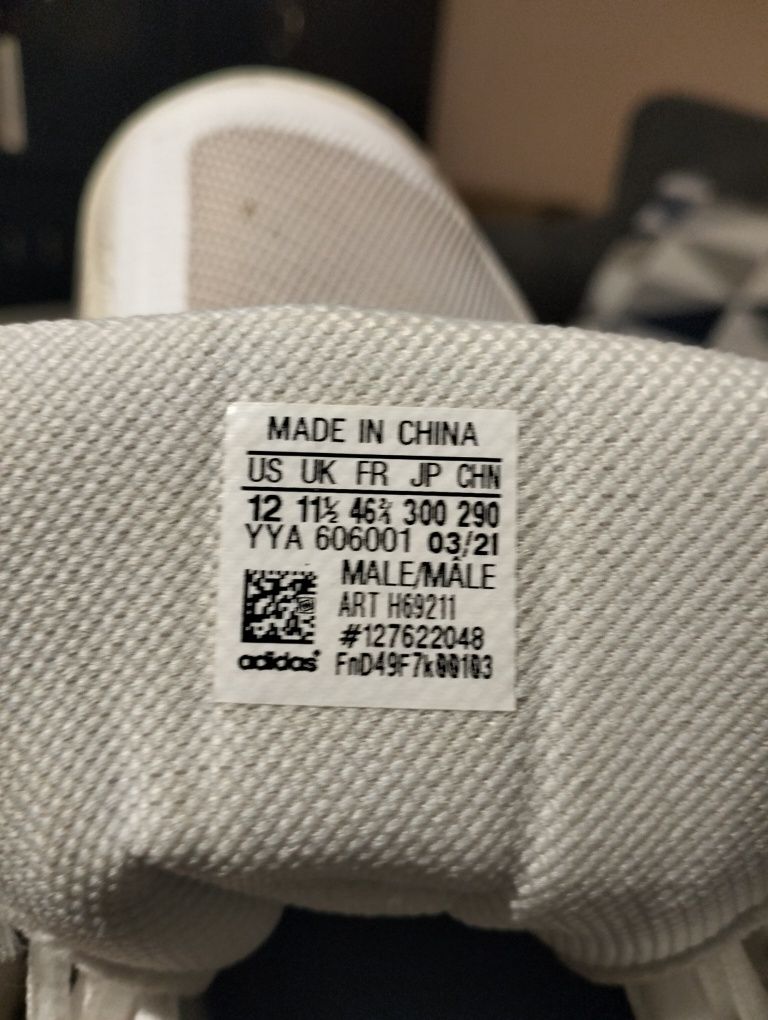 MADE IN CHINA
US UK FR JP CHN
12 11½ 46⅔ 300 290
YYA 606001 03/21
MALE/MÂLE
ART H69211
#127622048
adidas FnD49F7k00103